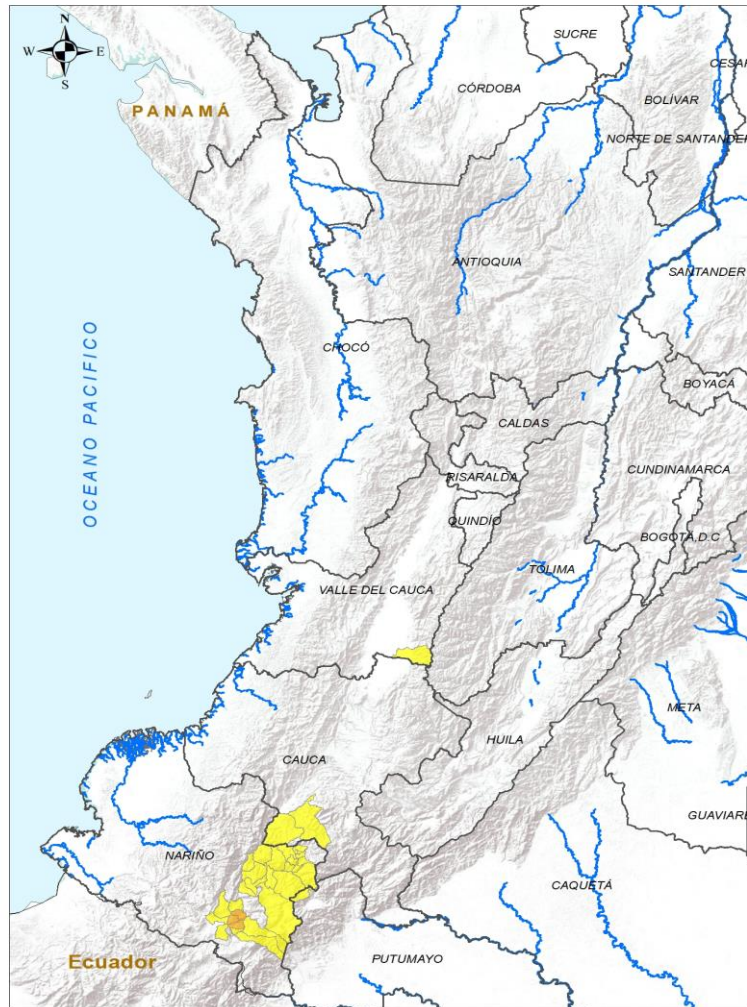 N
W E
S
SUCRE
CESAR
CÓRDOBA
BOLÍVAR
PANAMÁ
NORTE DE SANTANDER
ANTIOQUIA
SANTANDER
OCEANO PACIFICO
CHOCÓ
BOYACÁ
CALDAS
CUNDINAMARCA
RISARALDA
QUINDÍO
BOGOTÁ,D.C
TOLIMA
VALLE DEL CAUCA
META
HUILA
CAUCA
GUAVIARE
NARIÑO
CAQUETÁ
Ecuador
PUTUMAYO